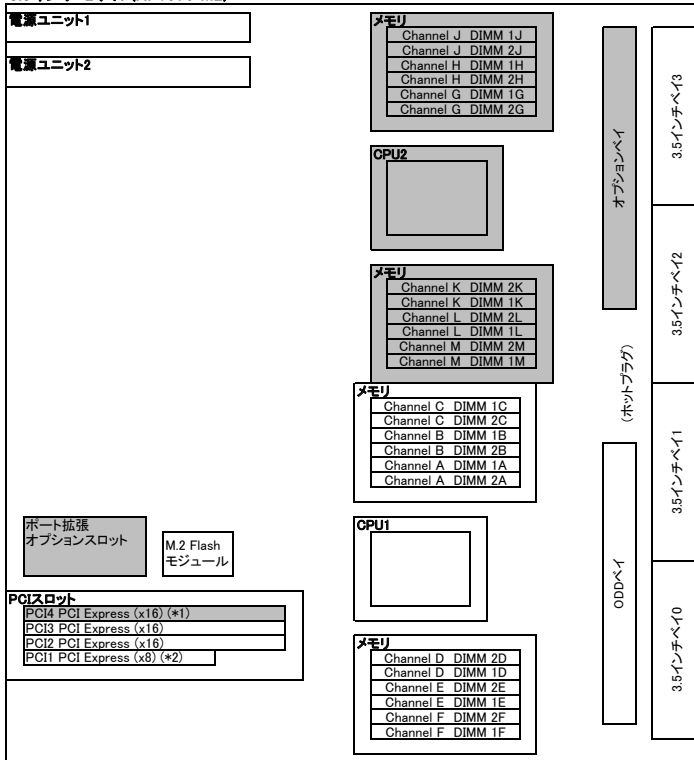 電源ユニット1
電源ユニット2
メモリ
Channel J DIMM 1J
Channel J DIMM 2J
Channel H DIMM 1H
Channel H DIMM 2H
Channel G DIMM 1G
Channel G DIMM 2G
CPU2
メモリ
Channel K DIMM 2K
Channel K DIMM 1K
Channel L DIMM 2L
Channel L DIMM 1L
Channel M DIMM 2M
Channel M DIMM 1M
メモリ
Channel C DIMM 1C
Channel C DIMM 2C
Channel B DIMM 1B
Channel B DIMM 2B
Channel A DIMM 1A
Channel A DIMM 2A
CPU1
メモリ
Channel D DIMM 2D
Channel D DIMM 1D
Channel E DIMM 2E
Channel E DIMM 1E
Channel F DIMM 2F
Channel F DIMM 1F
ポート拡張
オプションスロット
M.2 Flash
モジュール
PCIスロット
PCI4 PCI Express (x16) (*1)
PCI3 PCI Express (x16)
PCI2 PCI Express (x16)
PCI1 PCI Express (x8) (*2)
オプションベイ
(ホットプラグ)
ODDベイ
3.5インチベイ3
3.5インチベイ2
3.5インチベイ1
3.5インチベイ0